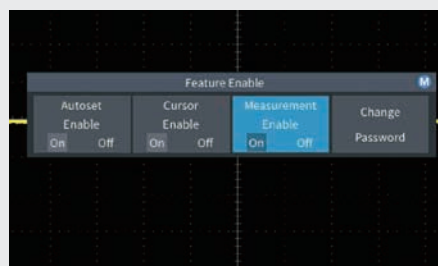 Feature Enable
M
Autoset
Enable
On Off
Cursor
Enable
On Off
Measurement
Enable
On Off
Change
Password